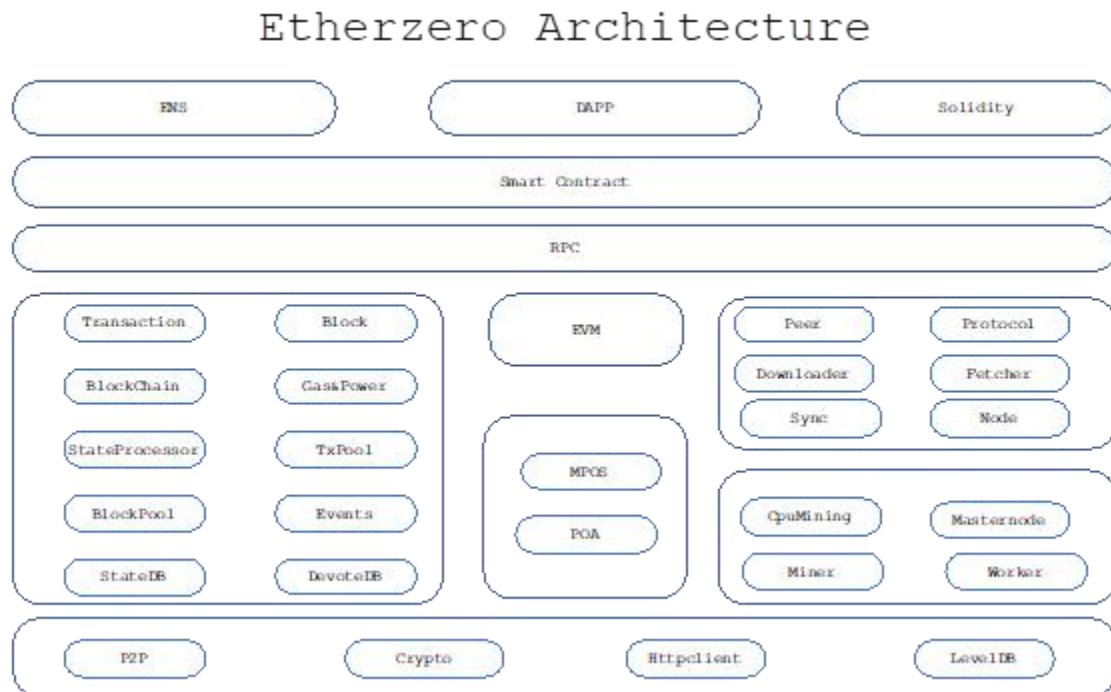 Etherzero Architecture
ENS
DAPP
Solidity
Smart Contract
RPC
Transaction
Block
BlockChain
Gas&Power
StateProcessor
TxPool
BlockPool
Events
StateDB
DevoteDB
EVM
MPOS
POA
Peer
Protocol
Downloader
Fetcher
Sync
Node
CpuMining
Masternode
Miner
Worker
P2P
Crypto
Httpclient
LevelDB